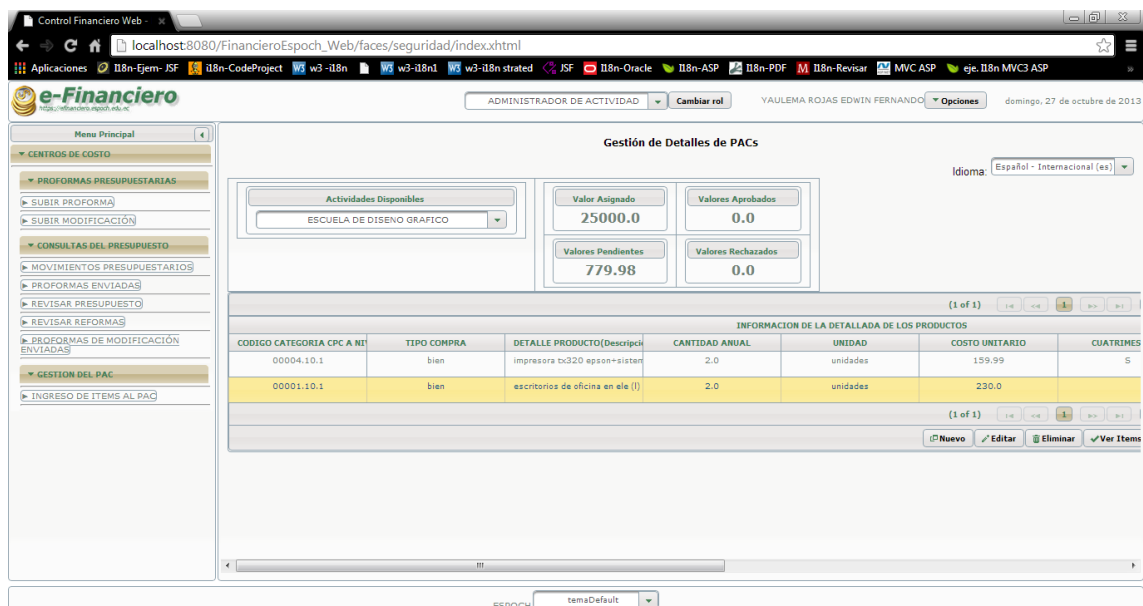 Control Financiero Web -
localhost:8080/FinancieroEspoch_Web/faces/seguridad/index.xhtml
Aplicaciones I18n-Ejem- JSF i18n-CodeProject w3 -i18n w3-i18n1 w3-i18n strated JSF I18n-Oracle I18n-ASP I18n-PDF I18n-Revisar MVC ASP eje. I18n MVC3 ASP »
e-Financiero
ADMINISTRADOR DE ACTIVIDAD Cambiar rol YAULEMA ROJAS EDWIN FERNANDO Opciones domingo, 27 de octubre de 2013
Menu Principal
CENTROS DE COSTO
PROFORMAS PRESUPUESTARIAS
SUBIR PROFORMA
SUBIR MODIFICACIÓN
CONSULTAS DEL PRESUPUESTO
MOVIMIENTOS PRESUPUESTARIOS
PROFORMAS ENVIADAS
REVISAR PRESUPUESTO
REVISAR REFORMAS
PROFORMAS DE MODIFICACIÓN
ENVIADAS
GESTION DEL PAC
INGRESO DE ITEMS AL PAC
Gestión de Detalles de PACs
Idioma: Español - Internacional (es)
Actividades Disponibles
ESCUELA DE DISENO GRAFICO
Valor Asignado
25000.0
Valores Aprobados
0.0
Valores Pendientes
779.98
Valores Rechazados
0.0
(1 of 1) 1
INFORMACION DE LA DETALLADA DE LOS PRODUCTOS
CODIGO CATEGORIA CPC A NI TIPO COMPRA DETALLE PRODUCTO(Descripci CANTIDAD ANUAL UNIDAD COSTO UNITARIO CUATRIMES
00004.10.1 bien impresora tx320 epson+sistem 2.0 unidades 159.99 S
00001.10.1 bien escritorios de oficina en ele (l) 2.0 unidades 230.0
(1 of 1) 1
Nuevo Editar Eliminar Ver Items
ESPOCH temaDefault